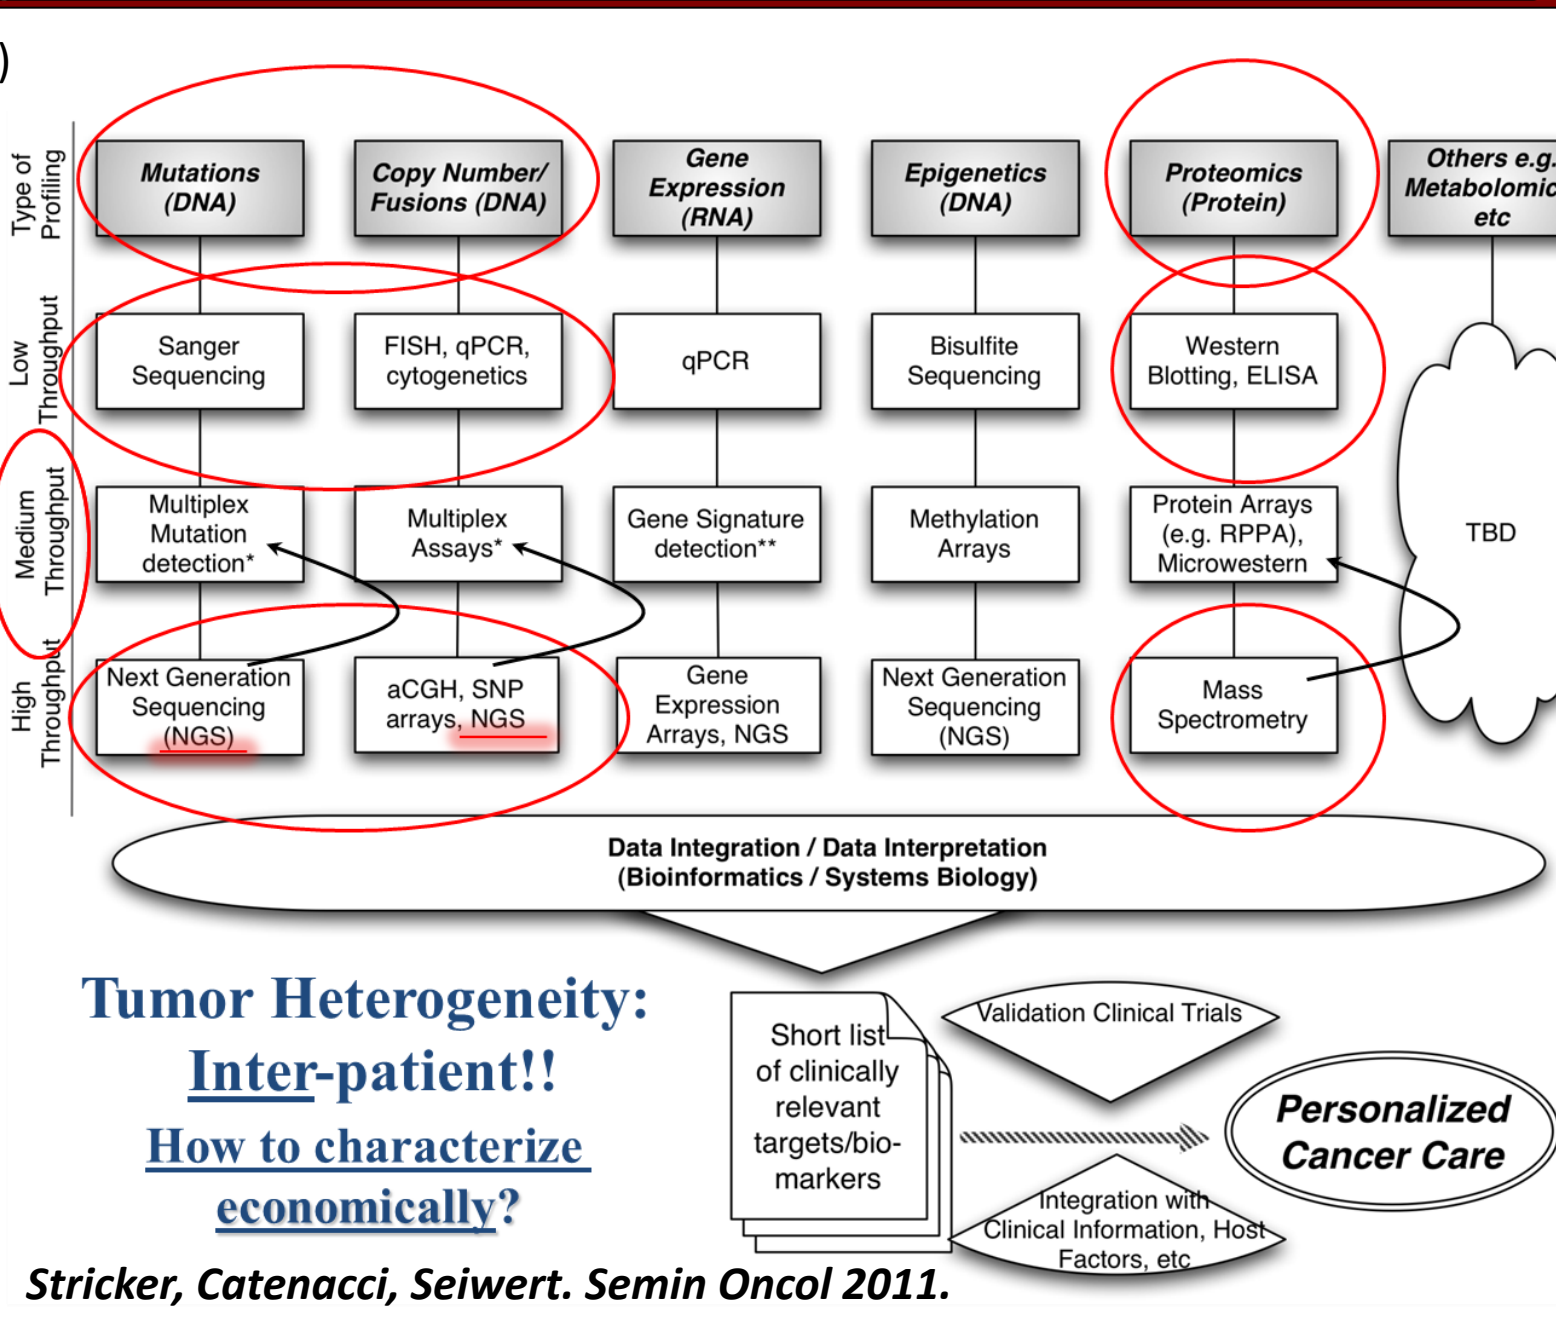 )
Type of
Profiling
Mutations
(DNA)
Copy Number/
Fusions (DNA)
Gene
Expression
(RNA)
Epigenetics
(DNA)
Proteomics
(Protein)
Others e.g.
Metabolomic
etc
Low
Throughput
Sanger
Sequencing
FISH, qPCR,
cytogenetics
qPCR
Bisulfite
Sequencing
Western
Blotting, ELISA
Medium
Throughput
Multiplex
Mutation
detection*
Multiplex
Assays*
Gene Signature
detection**
Methylation
Arrays
Protein Arrays
(e.g. RPPA),
Microwestern
TBD
High
Throughput
Next Generation
Sequencing
(NGS)
aCGH, SNP
arrays, NGS
Gene
Expression
Arrays, NGS
Next Generation
Sequencing
(NGS)
Mass
Spectrometry
Data Integration / Data Interpretation
(Bioinformatics / Systems Biology)
Tumor Heterogeneity:
Inter-patient!!
How to characterize
economically?
Short list
of clinically
relevant
targets/bio-
markers
Validation Clinical Trials
Integration with
Clinical Information, Host
Factors, etc
Personalized
Cancer Care
Stricker, Catenacci, Seiwert. Semin Oncol 2011.